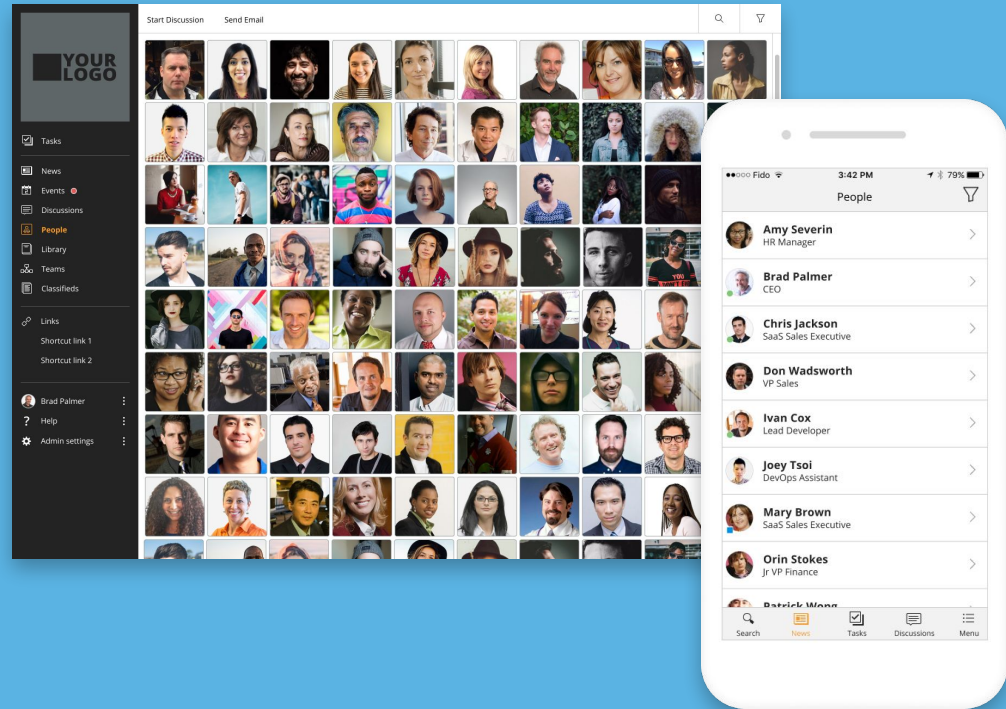 Start Discussion
Send Email
YOUR
LOGO
Tasks
News
Events
Discussions
People
Library
Teams
Classifieds
Links
Shortcut link 1
Shortcut link 2
Brad Palmer
Help
Admin settings
Fido
3:42 PM
79%
People
Amy Severin
HR Manager
Brad Palmer
CEO
Chris Jackson
SaaS Sales Executive
Don Wadsworth
VP Sales
Ivan Cox
Lead Developer
Joey Tsoi
DevOps Assistant
Mary Brown
SaaS Sales Executive
Orin Stokes
Jr VP Finance
Patrick Wong
Search
News
Tasks
Discussions
Menu